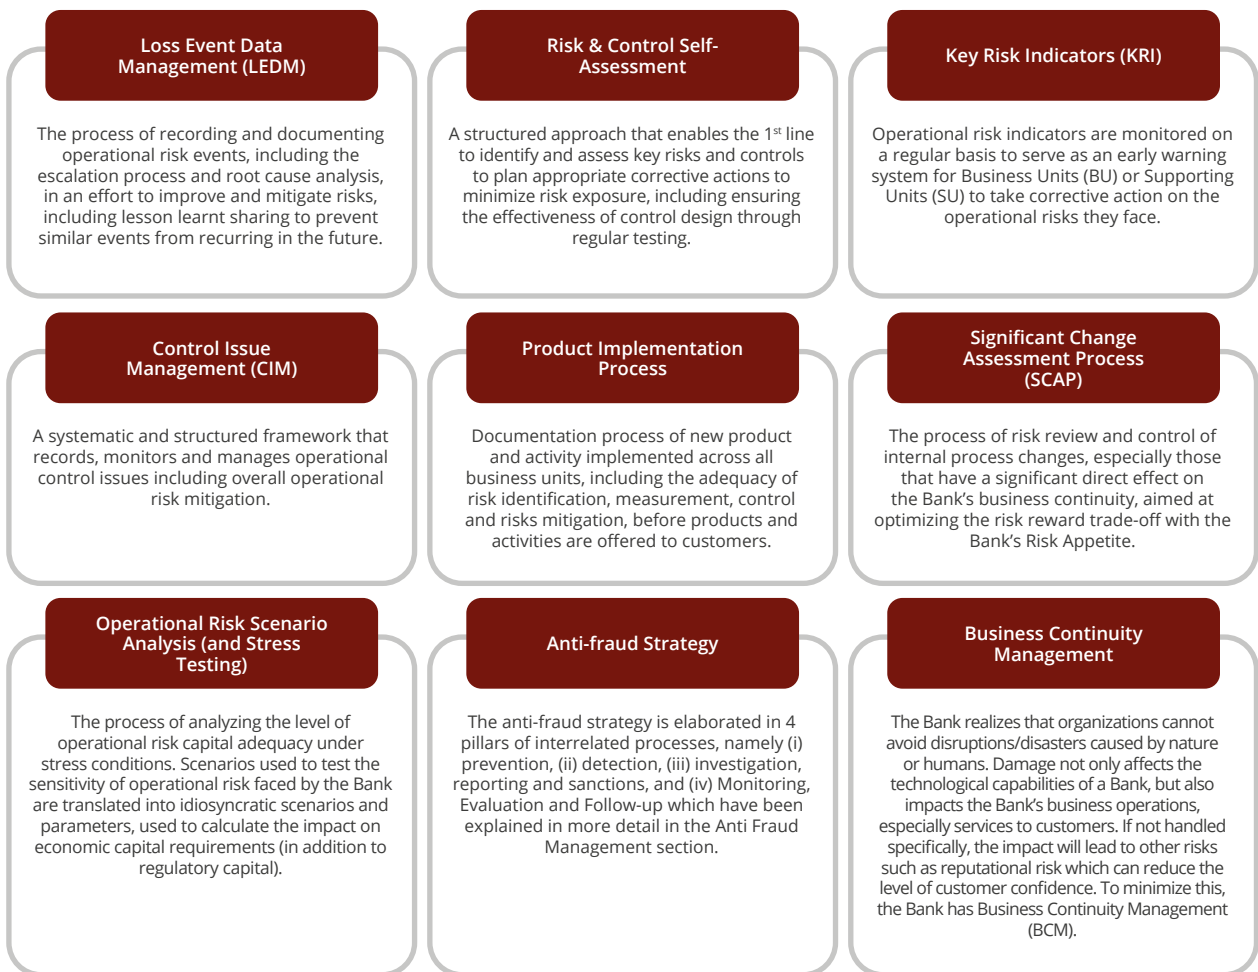 Loss Event Data
Management (LEDM)
The process of recording and documenting
operational risk events, including the
escalation process and root cause analysis,
in an effort to improve and mitigate risks,
including lesson learnt sharing to prevent
similar events from recurring in the future.
Risk & Control Self-
Assessment
A structured approach that enables the 1st line
to identify and assess key risks and controls
to plan appropriate corrective actions to
minimize risk exposure, including ensuring
the effectiveness of control design through
regular testing.
Key Risk Indicators (KRI)
Operational risk indicators are monitored on
a regular basis to serve as an early warning
system for Business Units (BU) or Supporting
Units (SU) to take corrective action on the
operational risks they face.
Control Issue
Management (CIM)
A systematic and structured framework that
records, monitors and manages operational
control issues including overall operational
risk mitigation.
Product Implementation
Process
Documentation process of new product
and activity implemented across all
business units, including the adequacy of
risk identification, measurement, control
and risks mitigation, before products and
activities are offered to customers.
Significant Change
Assessment Process
(SCAP)
The process of risk review and control of
internal process changes, especially those
that have a significant direct effect on
the Bank’s business continuity, aimed at
optimizing the risk reward trade-off with the
Bank’s Risk Appetite.
Operational Risk Scenario
Analysis (and Stress
Testing)
The process of analyzing the level of
operational risk capital adequacy under
stress conditions. Scenarios used to test the
sensitivity of operational risk faced by the Bank
are translated into idiosyncratic scenarios and
parameters, used to calculate the impact on
economic capital requirements (in addition to
regulatory capital).
Anti-fraud Strategy
The anti-fraud strategy is elaborated in 4
pillars of interrelated processes, namely (i)
prevention, (ii) detection, (iii) investigation,
reporting and sanctions, and (iv) Monitoring,
Evaluation and Follow-up which have been
explained in more detail in the Anti Fraud
Management section.
Business Continuity
Management
The Bank realizes that organizations cannot
avoid disruptions/disasters caused by nature
or humans. Damage not only affects the
technological capabilities of a Bank, but also
impacts the Bank’s business operations,
especially services to customers. If not handled
specifically, the impact will lead to other risks
such as reputational risk which can reduce the
level of customer confidence. To minimize this,
the Bank has Business Continuity Management
(BCM).